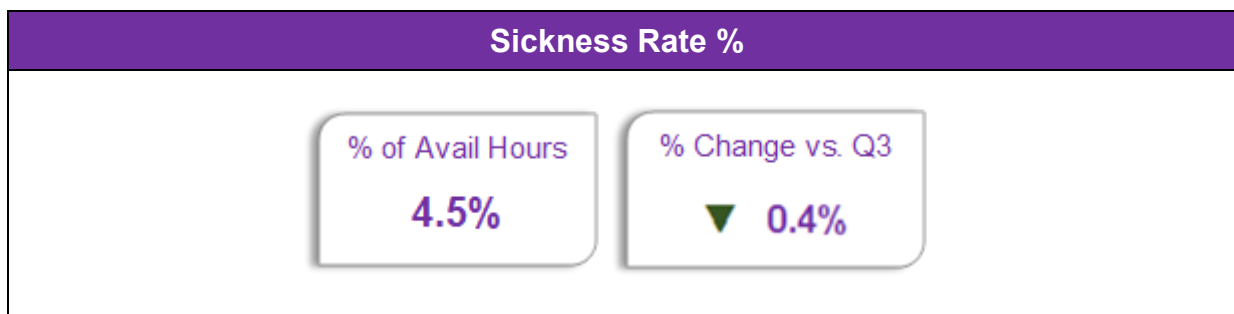 Sickness Rate %
% of Avail Hours
4.5%
% Change vs. Q3
▼ 0.4%